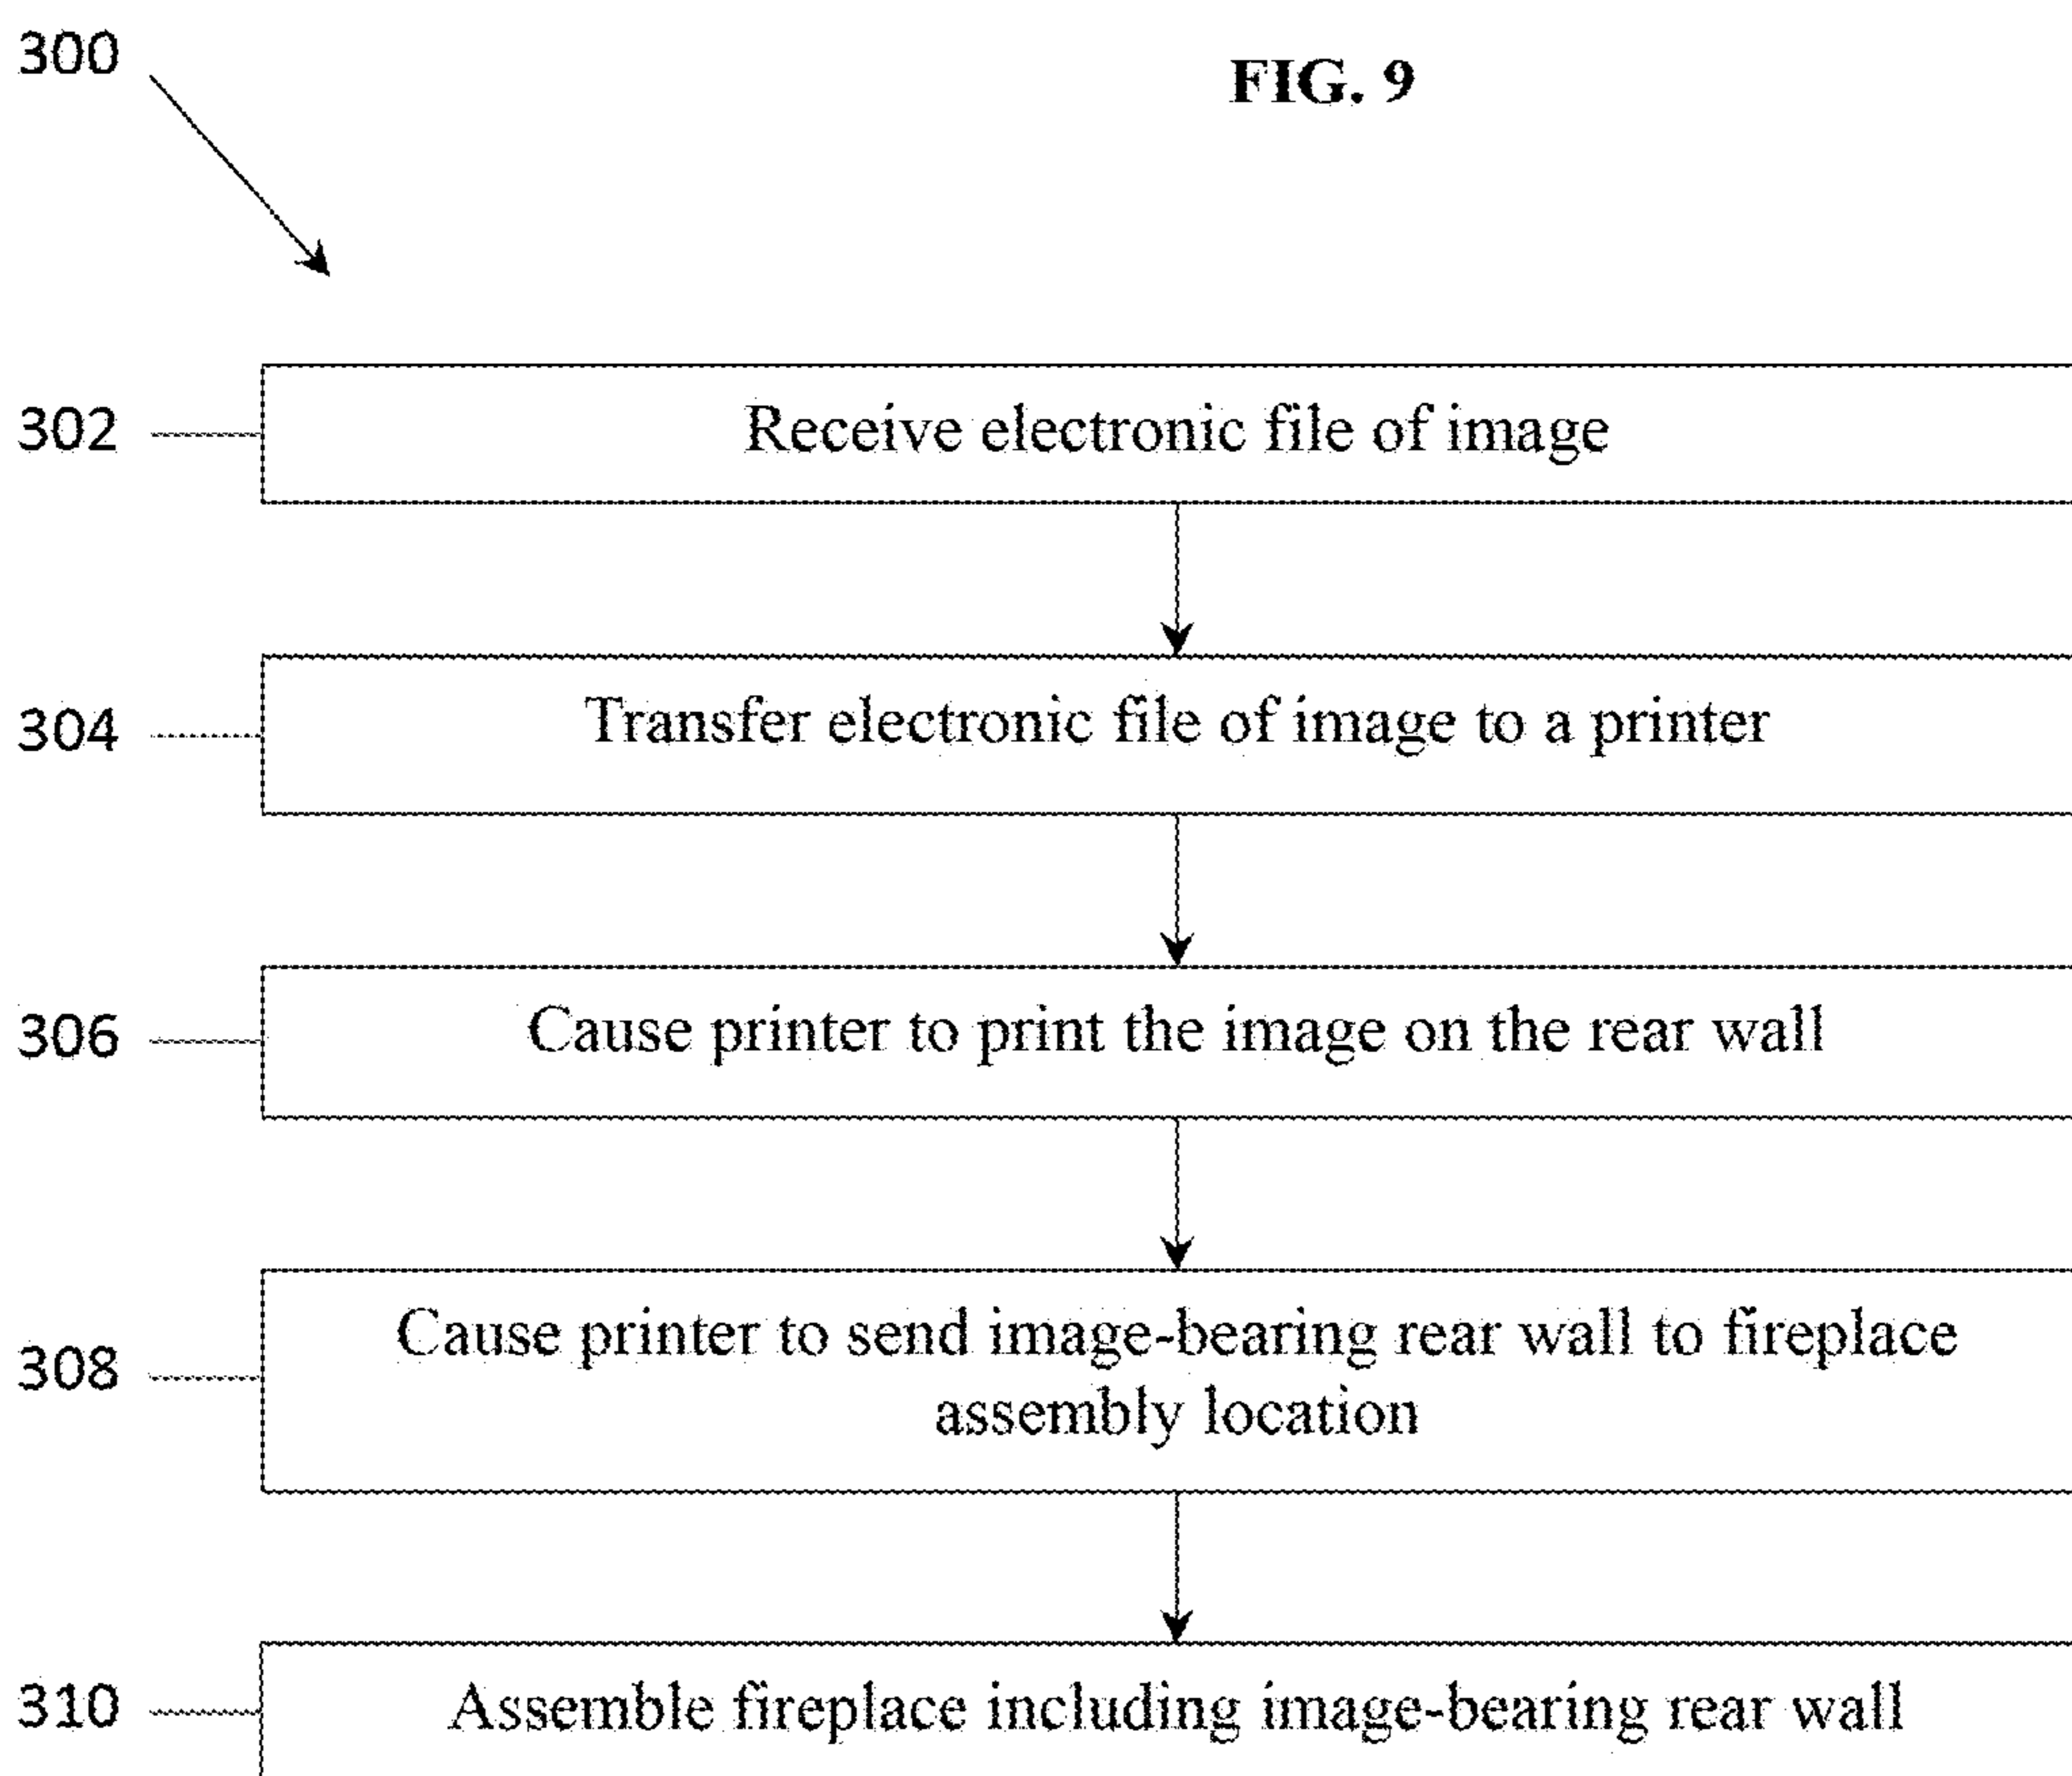 300
FIG. 9
302
Receive electronic file of image
304
Transfer electronic file of image to a printer
306
Cause printer to print the image on the rear wall
308
Cause printer to send image-bearing rear wall to fireplace
assembly location
310
Assemble fireplace including image-bearing rear wall